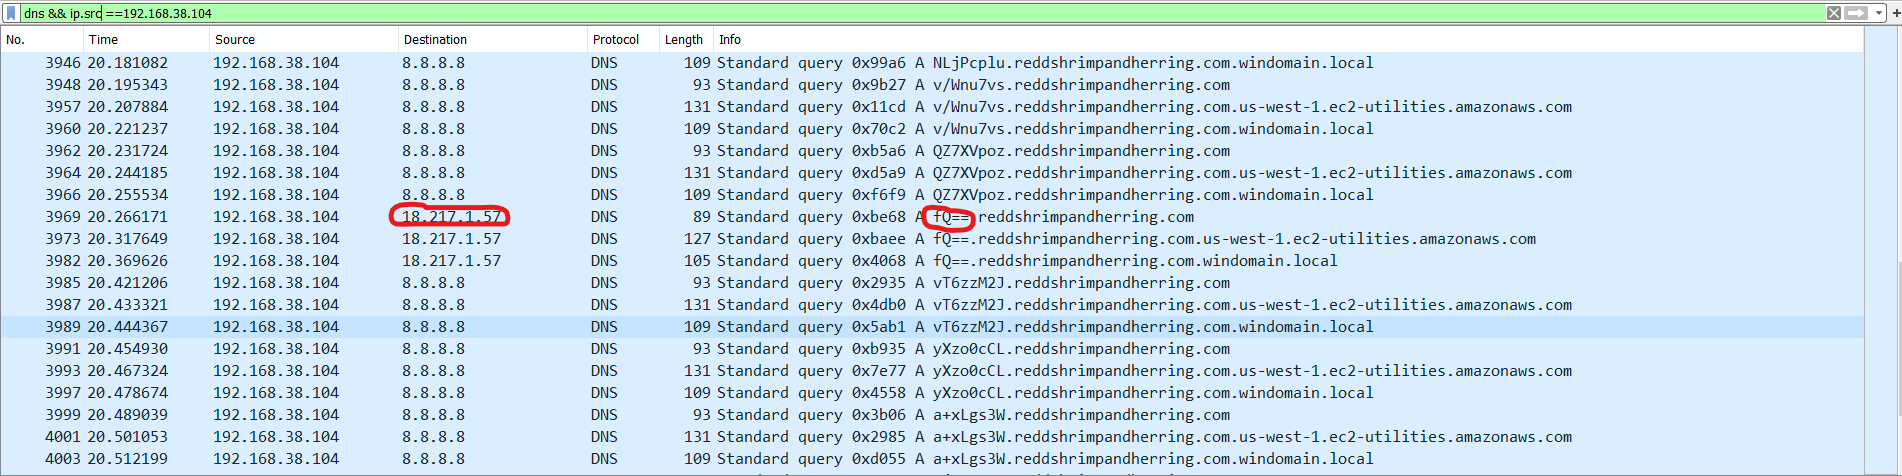 dns && ip.src ==192.168.38.104
No. Time Source Destination Protocol Length Info
3946 20.181082 192.168.38.104 8.8.8.8 DNS 109 Standard query 0x99a6 A NLjPcplu.reddshrimpandherring.com.windomain.local
3948 20.195343 192.168.38.104 8.8.8.8 DNS 93 Standard query 0x9b27 A v/Wnu7vs.reddshrimpandherring.com
3957 20.207884 192.168.38.104 8.8.8.8 DNS 131 Standard query 0x11cd A v/Wnu7vs.reddshrimpandherring.com.us-west-1.ec2-utilities.amazonaws.com
3960 20.221237 192.168.38.104 8.8.8.8 DNS 109 Standard query 0x70c2 A v/Wnu7vs.reddshrimpandherring.com.windomain.local
3962 20.231724 192.168.38.104 8.8.8.8 DNS 93 Standard query 0xb5a6 A QZ7XVpoz.reddshrimpandherring.com
3964 20.244185 192.168.38.104 8.8.8.8 DNS 131 Standard query 0xd5a9 A QZ7XVpoz.reddshrimpandherring.com.us-west-1.ec2-utilities.amazonaws.com
3966 20.255534 192.168.38.104 8.8.8.8 DNS 109 Standard query 0xf6f9 A QZ7XVpoz.reddshrimpandherring.com.windomain.local
3969 20.266171 192.168.38.104 18.217.1.57 DNS 89 Standard query 0xbe68 A fQ==.reddshrimpandherring.com
3973 20.317649 192.168.38.104 18.217.1.57 DNS 127 Standard query 0xbaee A fQ==.reddshrimpandherring.com.us-west-1.ec2-utilities.amazonaws.com
3982 20.369626 192.168.38.104 18.217.1.57 DNS 105 Standard query 0x4068 A fQ==.reddshrimpandherring.com.windomain.local
3985 20.421206 192.168.38.104 8.8.8.8 DNS 93 Standard query 0x2935 A vT6zzM2J.reddshrimpandherring.com
3987 20.433321 192.168.38.104 8.8.8.8 DNS 131 Standard query 0x4db0 A vT6zzM2J.reddshrimpandherring.com.us-west-1.ec2-utilities.amazonaws.com
3989 20.444367 192.168.38.104 8.8.8.8 DNS 109 Standard query 0x5ab1 A vT6zzM2J.reddshrimpandherring.com.windomain.local
3991 20.454930 192.168.38.104 8.8.8.8 DNS 93 Standard query 0xb935 A yXzo0cCL.reddshrimpandherring.com
3993 20.467324 192.168.38.104 8.8.8.8 DNS 131 Standard query 0x7e77 A yXzo0cCL.reddshrimpandherring.com.us-west-1.ec2-utilities.amazonaws.com
3997 20.478674 192.168.38.104 8.8.8.8 DNS 109 Standard query 0x4558 A yXzo0cCL.reddshrimpandherring.com.windomain.local
3999 20.489039 192.168.38.104 8.8.8.8 DNS 93 Standard query 0x3b06 A a+xLgs3W.reddshrimpandherring.com
4001 20.501053 192.168.38.104 8.8.8.8 DNS 131 Standard query 0x2985 A a+xLgs3W.reddshrimpandherring.com.us-west-1.ec2-utilities.amazonaws.com
4003 20.512199 192.168.38.104 8.8.8.8 DNS 109 Standard query 0xd055 A a+xLgs3W.reddshrimpandherring.com.windomain.local